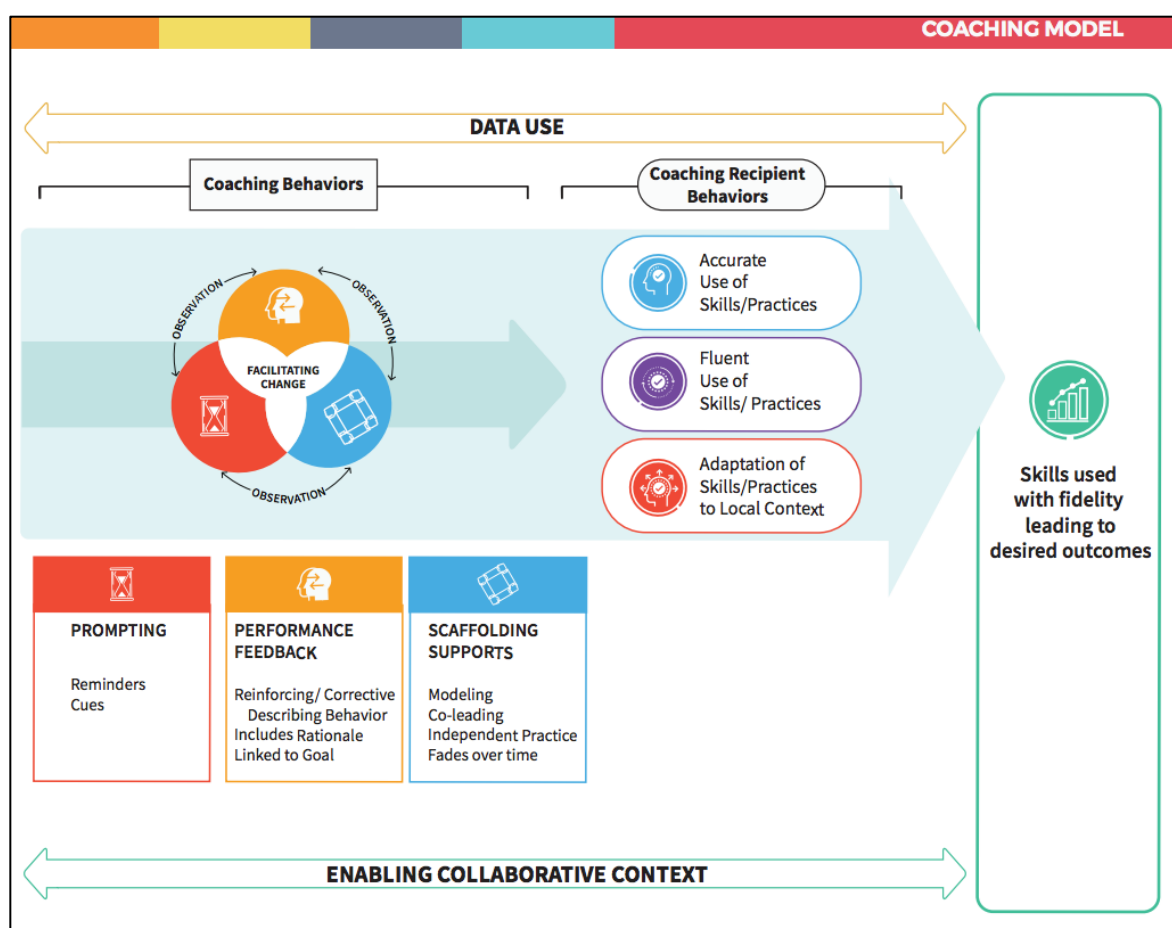 COACHING MODEL
DATA USE
Coaching Behaviors
Coaching Recipient
Behaviors
OBSERVATION
OBSERVATION
FACILITATING
CHANGE
OBSERVATION
Accurate
Use of
Skills/Practices
Fluent
Use of
Skills/ Practices
Adaptation of
Skills/Practices
to Local Context
Skills used
with fidelity
leading to
desired outcomes
PROMPTING
Reminders
Cues
PERFORMANCE
FEEDBACK
Reinforcing/ Corrective
Describing Behavior
Includes Rationale
Linked to Goal
SCAFFOLDING
SUPPORTS
Modeling
Co-leading
Independent Practice
Fades over time
ENABLING COLLABORATIVE CONTEXT